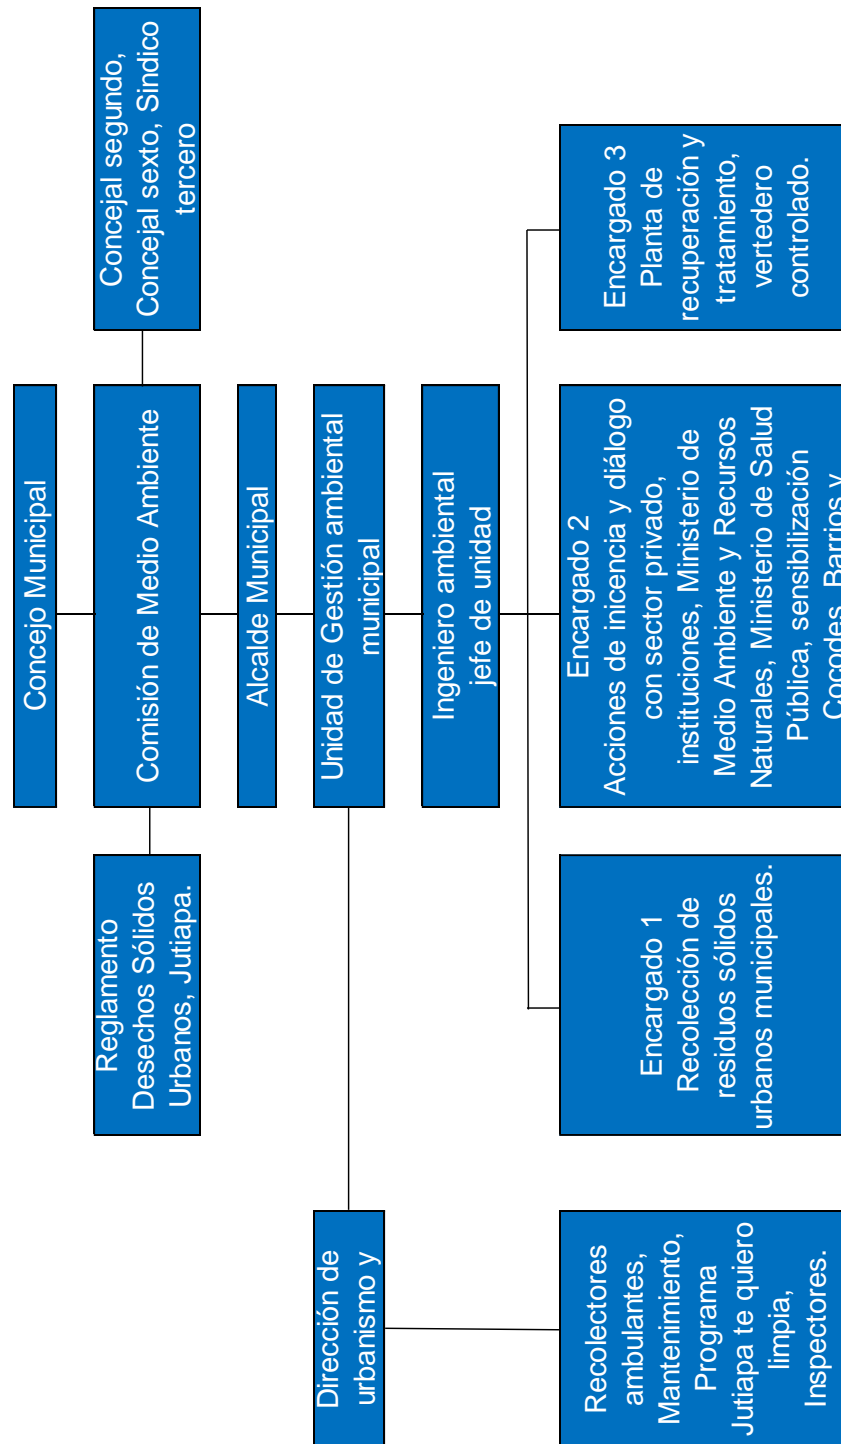 Concejo Municipal
Reglamento
Desechos Sólidos
Urbanos, Jutiapa.
Comisión de Medio Ambiente
Concejal segundo,
Concejal sexto, Sindico
tercero
Alcalde Municipal
Dirección de
urbanismo y
Unidad de Gestión ambiental
municipal
Ingeniero ambiental
jefe de unidad
Recolectores
ambulantes,
Mantenimiento,
Programa
Jutiapa te quiero
limpia,
Inspectores.
Encargado 1
Recolección de
residuos sólidos
urbanos municipales.
Encargado 2
Acciones de inicencia y diálogo
con sector privado,
instituciones, Ministerio de
Medio Ambiente y Recursos
Naturales, Ministerio de Salud
Pública, sensibilización
Cocodes, Barrios y
Encargado 3
Planta de
recuperación y
tratamiento,
vertedero
controlado.